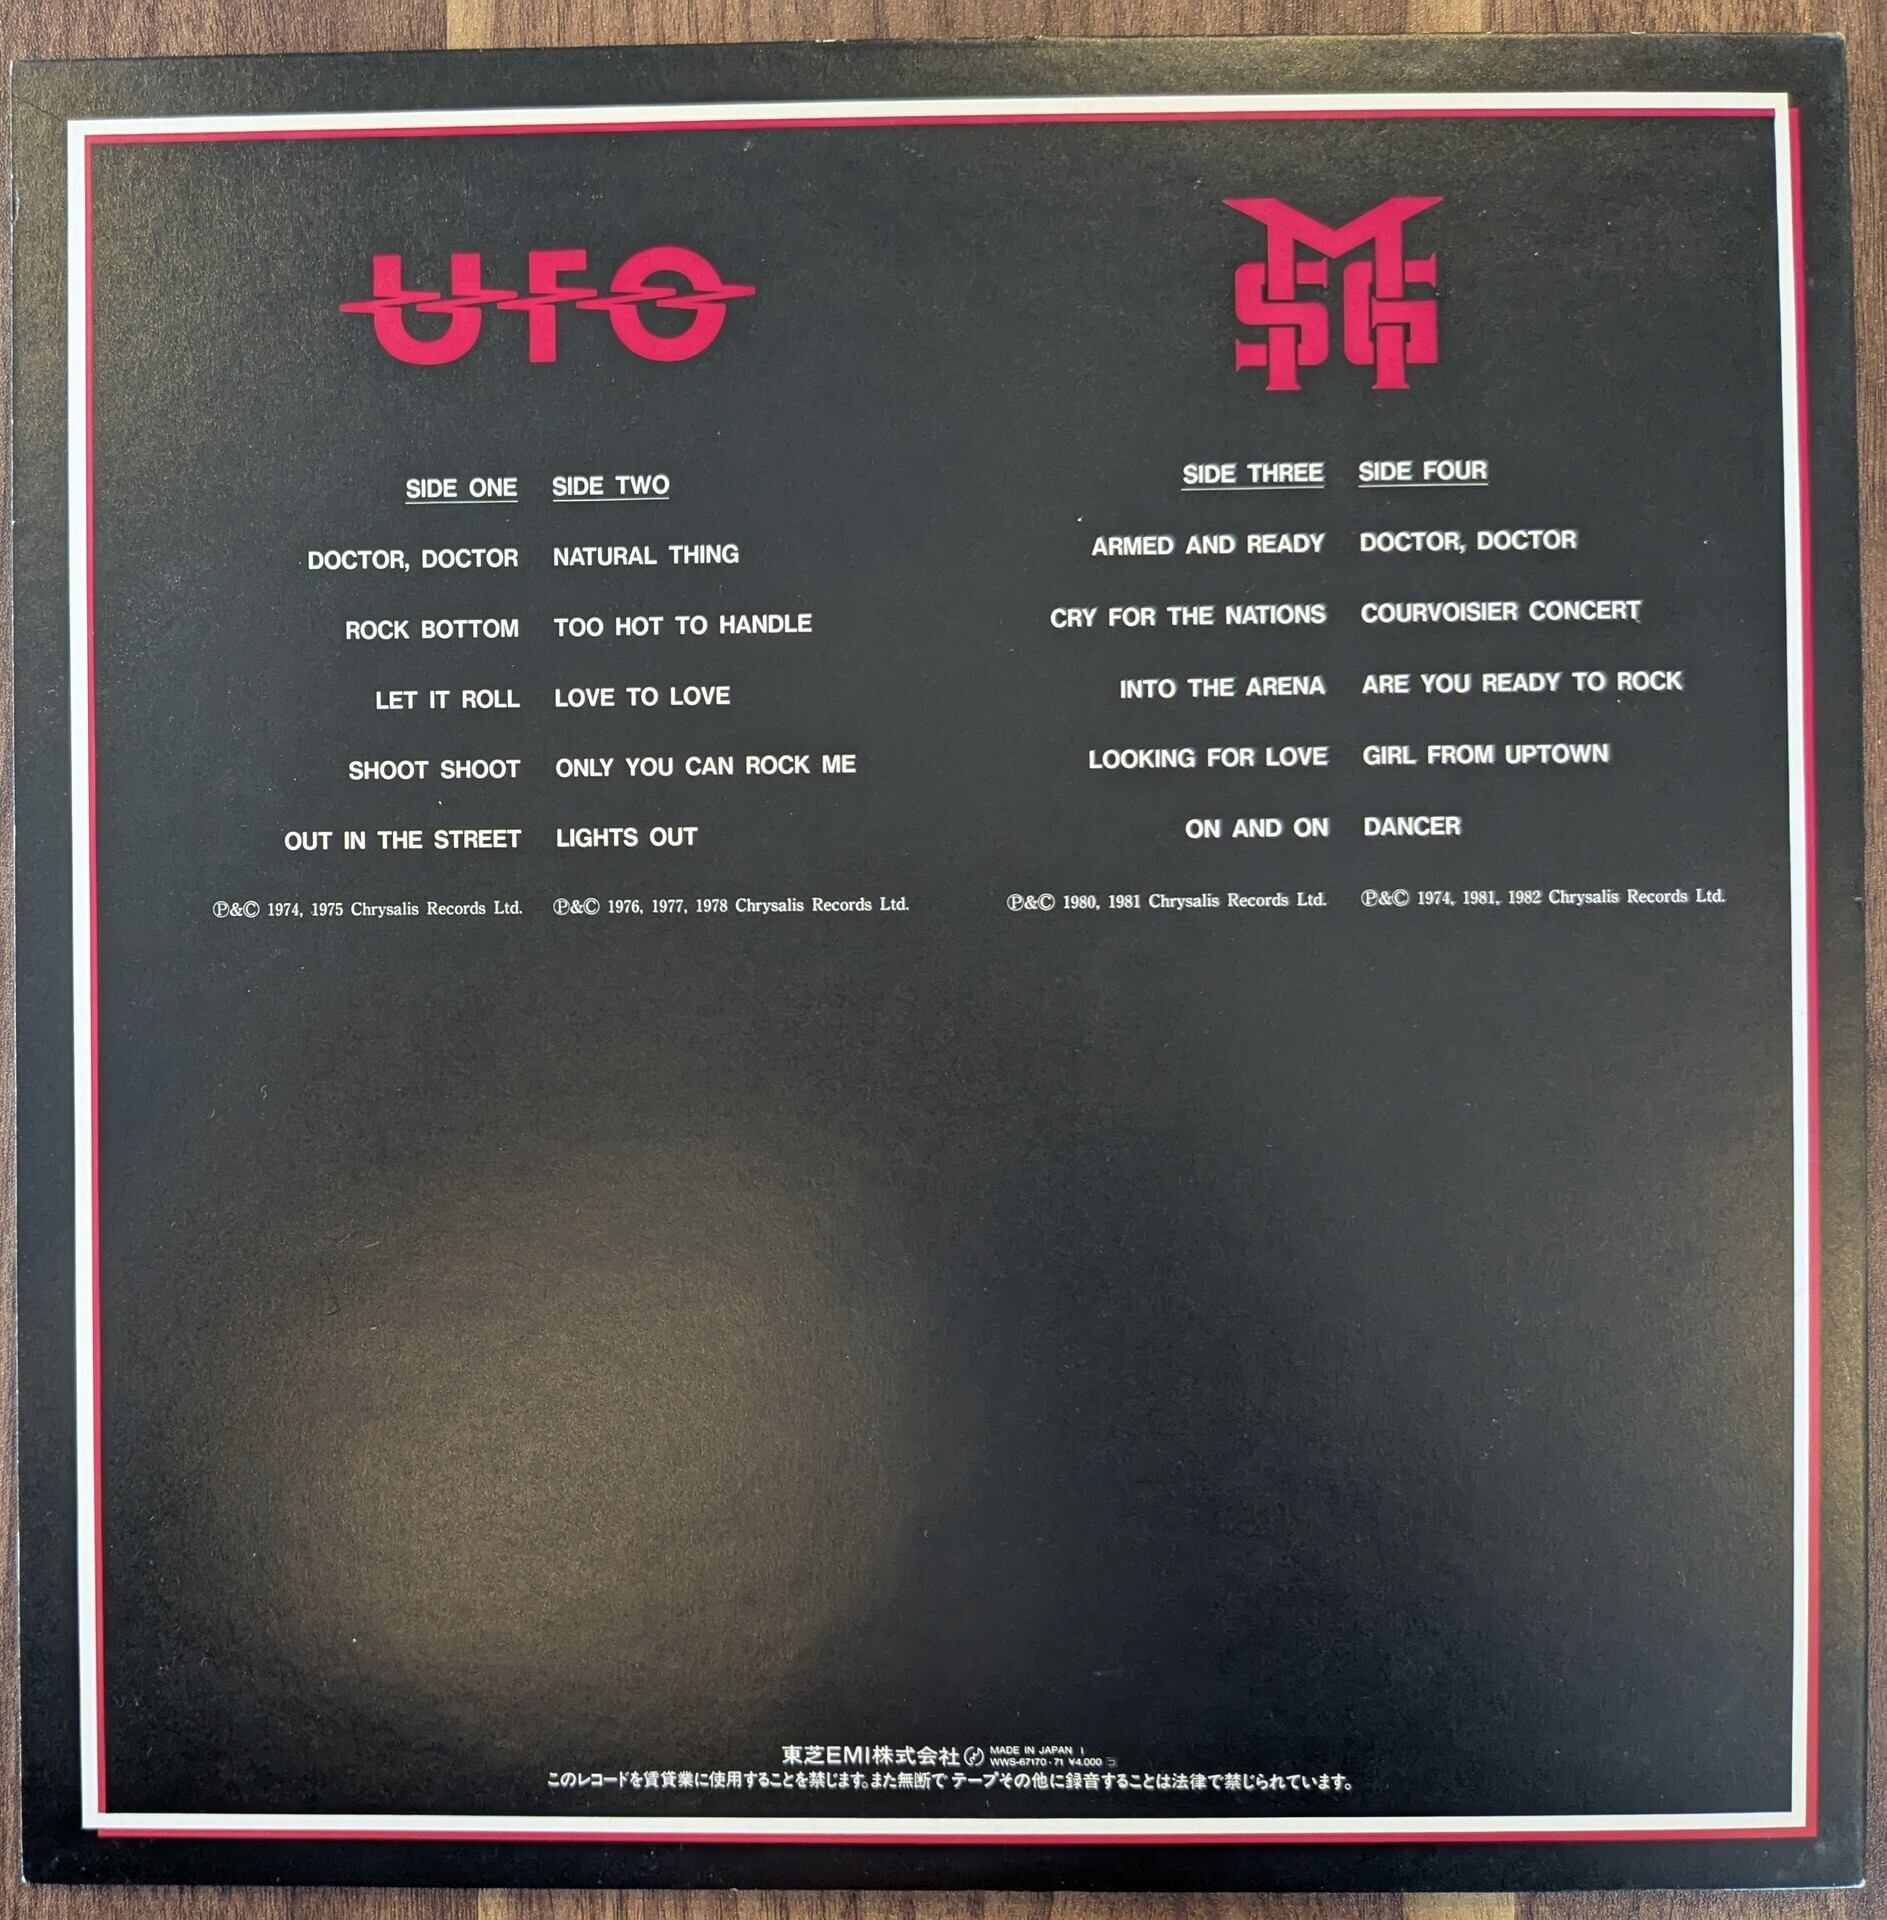 UFO
MSG
SIDE ONE
DOCTOR, DOCTOR
ROCK BOTTOM
LET IT ROLL
SHOOT SHOOT
OUT IN THE STREET
Ⓟ&© 1974, 1975 Chrysalis Records Ltd.
SIDE TWO
NATURAL THING
TOO HOT TO HANDLE
LOVE TO LOVE
ONLY YOU CAN ROCK ME
LIGHTS OUT
Ⓟ&© 1976, 1977, 1978 Chrysalis Records Ltd.
SIDE THREE
ARMED AND READY
CRY FOR THE NATIONS
INTO THE ARENA
LOOKING FOR LOVE
ON AND ON
Ⓟ&© 1980, 1981 Chrysalis Records Ltd.
SIDE FOUR
DOCTOR, DOCTOR
COURVOISIER CONCERT
ARE YOU READY TO ROCK
GIRL FROM UPTOWN
DANCER
Ⓟ&© 1974, 1981, 1982 Chrysalis Records Ltd.
東芝EMI株式会社
MADE IN JAPAN I
WWS-67170·71 ¥4.000 コ
このレコードを賃貸業に使用することを禁じます。また無断で テープその他に録音することは法律で禁じられています。